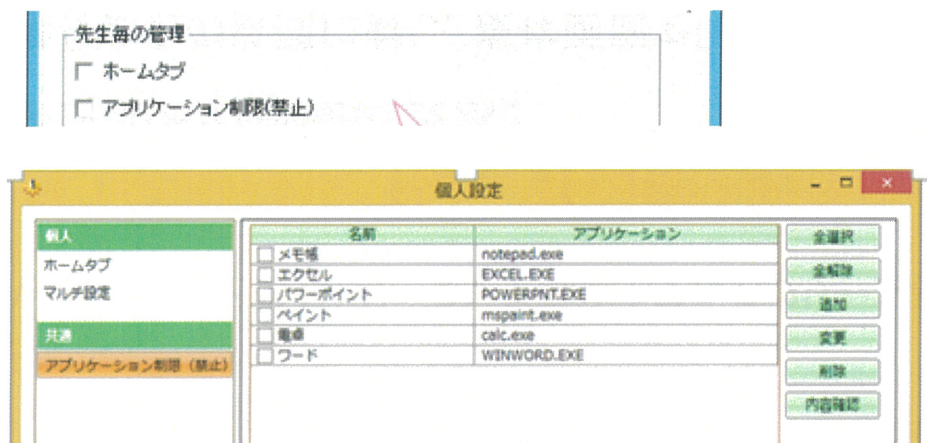 先生毎の管理
ホームタブ
アプリケーション制限(禁止)
個人設定
個人
ホームタブ
マルチ設定
共通
アプリケーション制限（禁止）
名前 アプリケーション
メモ帳 notepad.exe
エクセル EXCEL.EXE
パワーポイント POWERPNT.EXE
ペイント mspaint.exe
電卓 calc.exe
ワード WINWORD.EXE
全選択
全解除
追加
変更
削除
内容確認